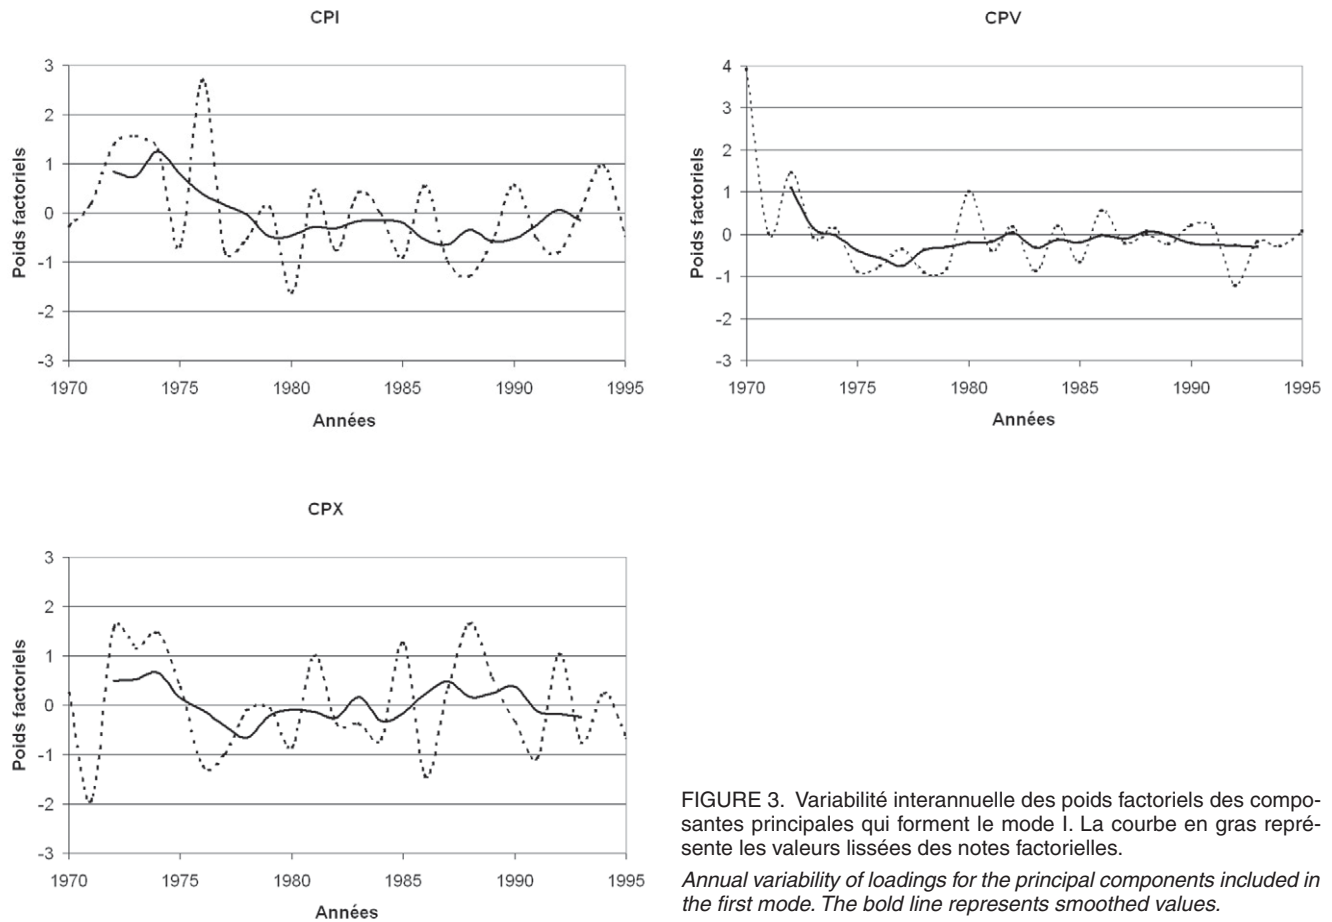 CPI
3
2
1
0
-1
-2
-3
Poids factoriels
1970 1975 1980 1985 1990 1995
Années
CPV
4
3
2
1
0
-1
-2
-3
Poids factoriels
1970 1975 1980 1985 1990 1995
Années
CPX
3
2
1
0
-1
-2
-3
Poids factoriels
1970 1975 1980 1985 1990 1995
Années
FIGURE 3. Variabilité interannuelle des poids factoriels des compo-
santes principales qui forment le mode I. La courbe en gras repré-
sente les valeurs lissées des notes factorielles.
Annual variability of loadings for the principal components included in
the first mode. The bold line represents smoothed values.